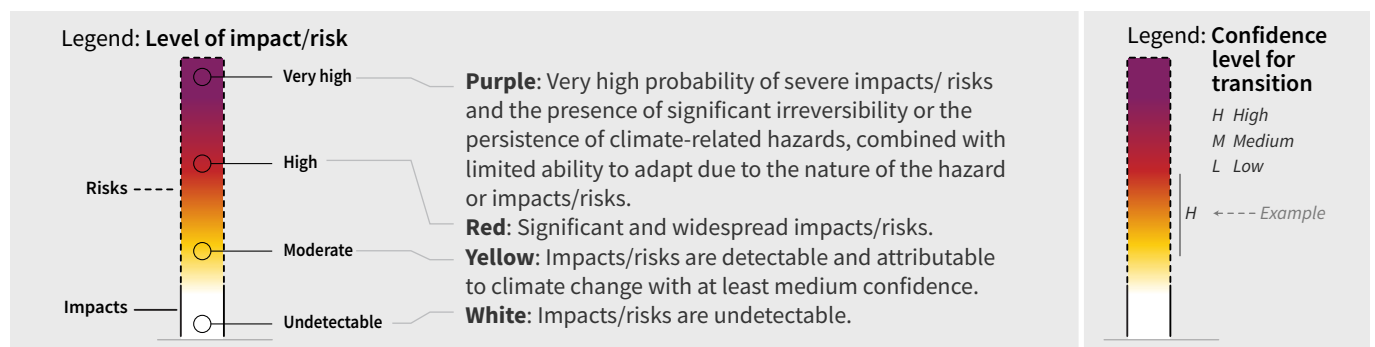 Legend: Level of impact/risk
Very high
High
Risks
Moderate
Impacts
Undetectable
Purple: Very high probability of severe impacts/ risks
and the presence of significant irreversibility or the
persistence of climate-related hazards, combined with
limited ability to adapt due to the nature of the hazard
or impacts/risks.
Red: Significant and widespread impacts/risks.
Yellow: Impacts/risks are detectable and attributable
to climate change with at least medium confidence.
White: Impacts/risks are undetectable.
Legend: Confidence
level for
transition
H High
M Medium
L Low
H
Example